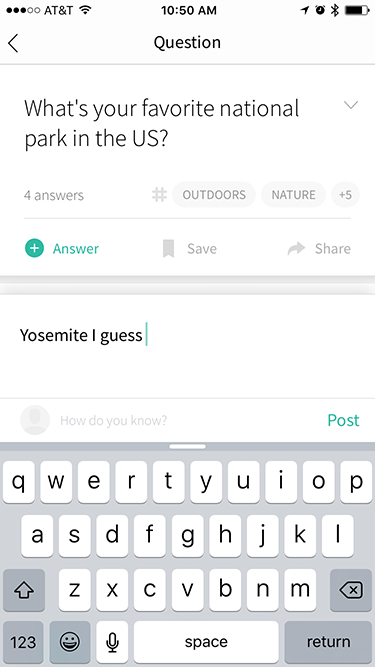 AT&T 10:50 AM
Question
What's your favorite national
park in the US?
4 answers # OUTDOORS NATURE +5
Answer Save Share
Yosemite I guess
How do you know? Post
q w e r t y u i o p
a s d f g h j k l
z x c v b n m
123 space return